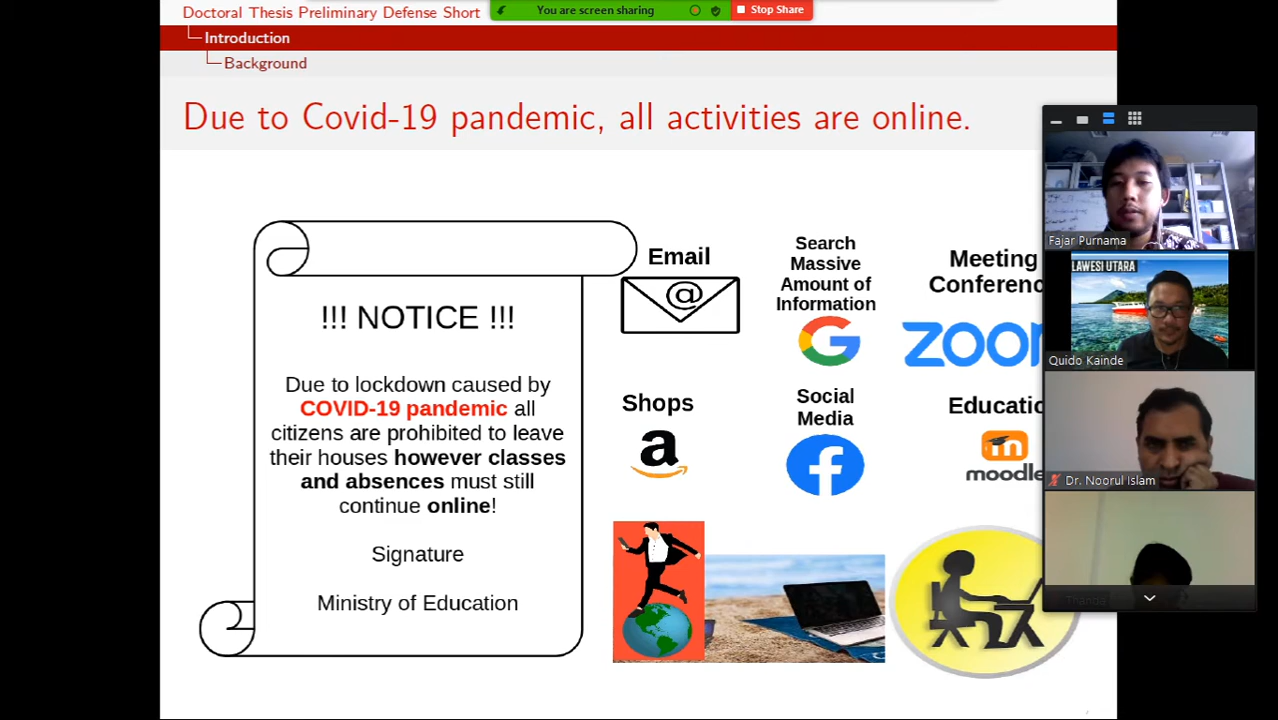 Doctoral Thesis Preliminary Defense Short
You are screen sharing
Stop Share
Introduction
Background
Due to Covid-19 pandemic, all activities are online.
!!! NOTICE !!!
Due to lockdown caused by
COVID-19 pandemic all
citizens are prohibited to leave
their houses however classes
and absences must still
continue online!
Signature
Ministry of Education
Email
@
Search
Massive
Amount of
Information
G
Meeting
Conferenc
zoon
Shops
a
Social
Media
f
Educatio
m
moodle
LAWESI UTARA
Fajar Purnama
Quido Kainde
Dr. Noorul Islam